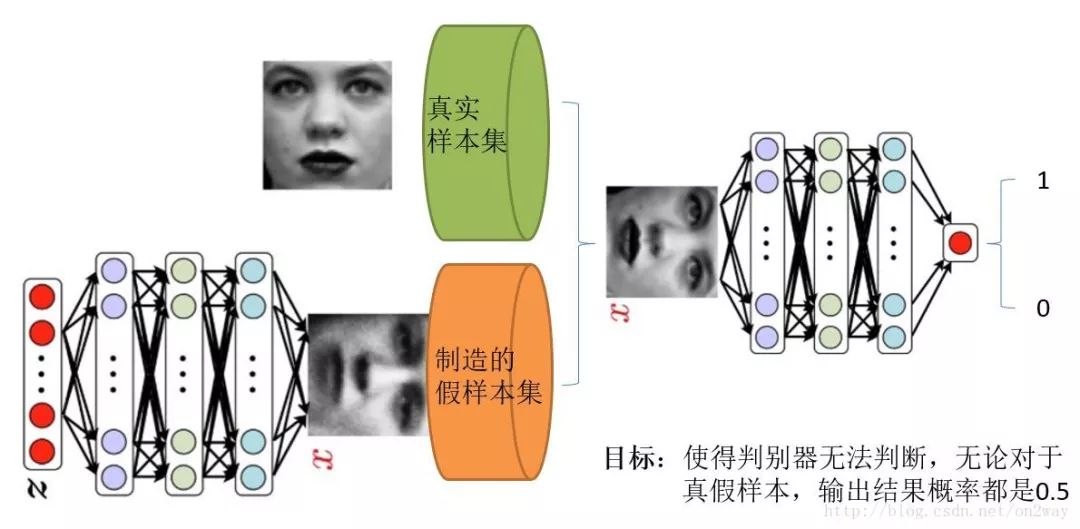 真实
样本集
1
x
0
制造的
假样本集
z
x
目标：使得判别器无法判断，无论对于
真假样本，输出结果概率都是0.5
http://blog.csdn.net/on2way